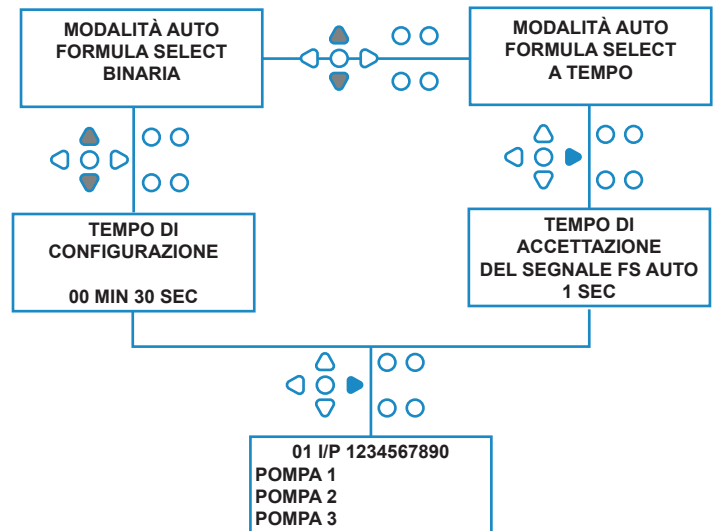 MODALITÀ AUTO
FORMULA SELECT
BINARIA
MODALITÀ AUTO
FORMULA SELECT
A TEMPO
TEMPO DI
CONFIGURAZIONE
00 MIN 30 SEC
TEMPO DI
ACCETTAZIONE
DEL SEGNALE FS AUTO
1 SEC
01 I/P 1234567890
POMPA 1
POMPA 2
POMPA 3